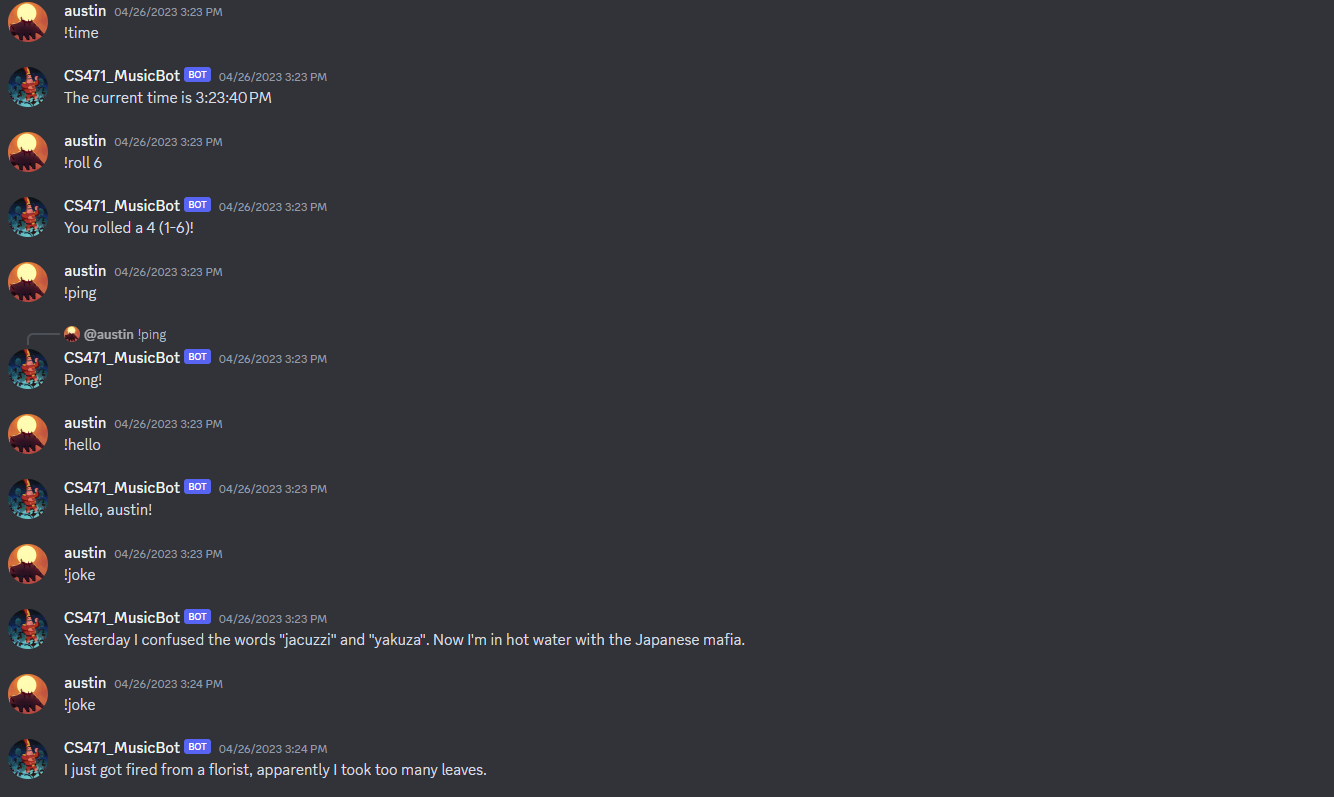 austin 04/26/2023 3:23 PM
!time
CS471_MusicBot BOT 04/26/2023 3:23 PM
The current time is 3:23:40 PM
austin 04/26/2023 3:23 PM
!roll 6
CS471_MusicBot BOT 04/26/2023 3:23 PM
You rolled a 4 (1-6)!
austin 04/26/2023 3:23 PM
!ping
@austin !ping
CS471_MusicBot BOT 04/26/2023 3:23 PM
Pong!
austin 04/26/2023 3:23 PM
!hello
CS471_MusicBot BOT 04/26/2023 3:23 PM
Hello, austin!
austin 04/26/2023 3:23 PM
!joke
CS471_MusicBot BOT 04/26/2023 3:23 PM
Yesterday I confused the words "jacuzzi" and "yakuza". Now I'm in hot water with the Japanese mafia.
austin 04/26/2023 3:24 PM
!joke
CS471_MusicBot BOT 04/26/2023 3:24 PM
I just got fired from a florist, apparently I took too many leaves.